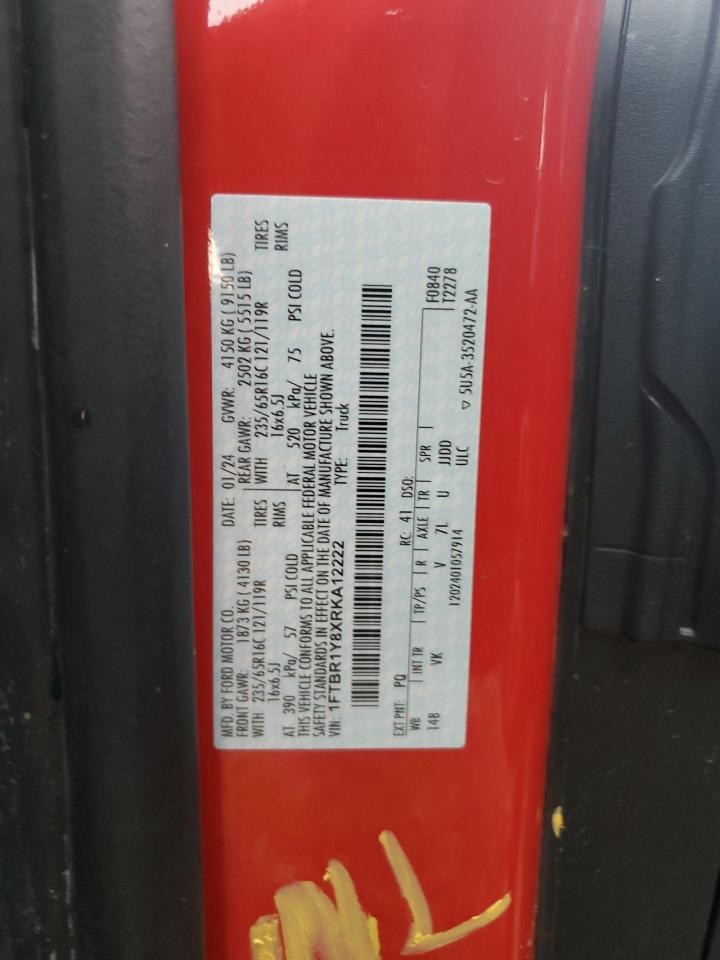 MFD. BY FORD MOTOR CO. DATE: 01/24 GVWR: 4150 KG ( 9150 LB)
FRONT GAWR: 1873 KG ( 4130 LB) REAR GAWR: 2502 KG ( 5515 LB)
WITH 235/65R16C 121/119R TIRES WITH 235/65R16C 121/119R TIRES
16x6.5J RIMS 16x6.5J RIMS
AT 390 kPa/ 57 PSI COLD AT 520 kPa/ 75 PSI COLD
THIS VEHICLE CONFORMS TO ALL APPLICABLE FEDERAL MOTOR VEHICLE
SAFETY STANDARDS IN EFFECT ON THE DATE OF MANUFACTURE SHOWN ABOVE.
VIN: 1FTBR1Y8XRKA12222 TYPE: Truck
EXT PNT: PQ RC: 41 DSO:
WB INT TR TP/PS R AXLE TR SPR F0840
148 VK V 7L U JJDD T2278
1202401057914 ULC
▽ 5U5A-3520472-AA